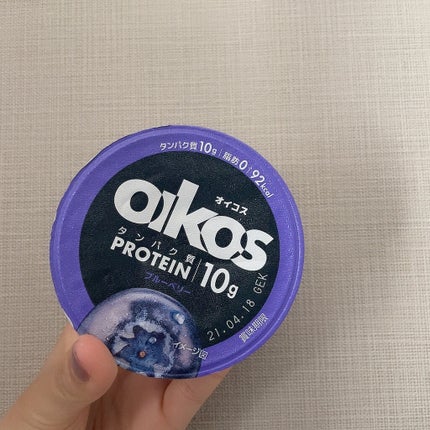 タンパク質10g | 脂肪0 | 92kcal
オイコス
oikos
タンパク質
PROTEIN 10g
ブルーベリー
21.04.18 GEK
イメージ図
賞味期限